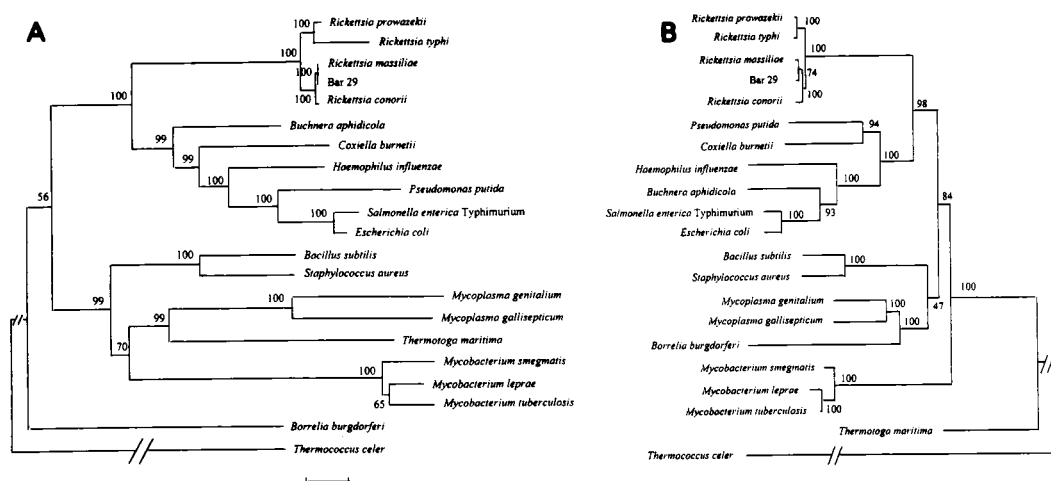 A
100
Rickettsia prowazekii
Rickettsia typhi
100
Rickettsia massiliae
100
Bar 29
100
Rickettsia conorii
100
99
Buchnera aphidicola
99
Coxiella burnetii
100
Haemophilus influenzae
100
Pseudomonas putida
100
Salmonella enterica Typhimurium
Escherichia coli
56
100
Bacillus subtilis
Staphylococcus aureus
99
100
Mycoplasma genitalium
99
Mycoplasma gallisepticum
Thermotoga maritima
70
Mycobacterium smegmatis
Mycobacterium leprae
65
Mycobacterium tuberculosis
Borrelia burgdorferi
Thermococcus celer
B
Rickettsia prowazekii
100
Rickettsia typhi
100
Rickettsia massiliae
74
Bar 29
100
Rickettsia conorii
98
Pseudomonas putida
94
Coxiella burnetii
100
Haemophilus influenzae
100
Buchnera aphidicola
93
Salmonella enterica Typhimurium
100
Escherichia coli
84
Bacillus subtilis
100
Staphylococcus aureus
47
100
Mycoplasma genitalium
100
Mycoplasma gallisepticum
100
Borrelia burgdorferi
Mycobacterium smegmatis
100
Mycobacterium leprae
100
Mycobacterium tuberculosis
Thermotoga maritima
Thermococcus celer